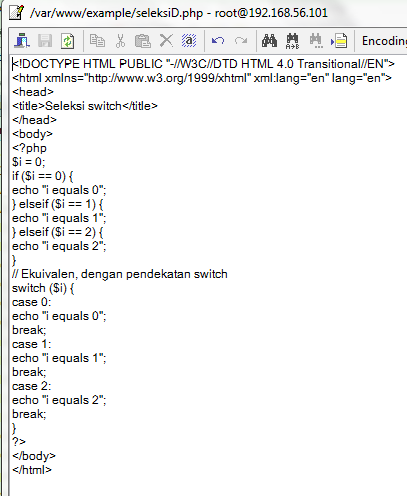 /var/www/example/seleksiD.php - root@192.168.56.101
Encoding
<!DOCTYPE HTML PUBLIC "-//W3C//DTD HTML 4.0 Transitional//EN">
<html xmlns="http://www.w3.org/1999/xhtml" xml:lang="en" lang="en">
<head>
<title>Seleksi switch</title>
</head>
<body>
<?php
$i = 0;
if ($i == 0) {
echo "i equals 0";
} elseif ($i == 1) {
echo "i equals 1";
} elseif ($i == 2) {
echo "i equals 2";
}
// Ekuivalen, dengan pendekatan switch
switch ($i) {
case 0:
echo "i equals 0";
break;
case 1:
echo "i equals 1";
break;
case 2:
echo "i equals 2";
break;
}
?>
</body>
</html>